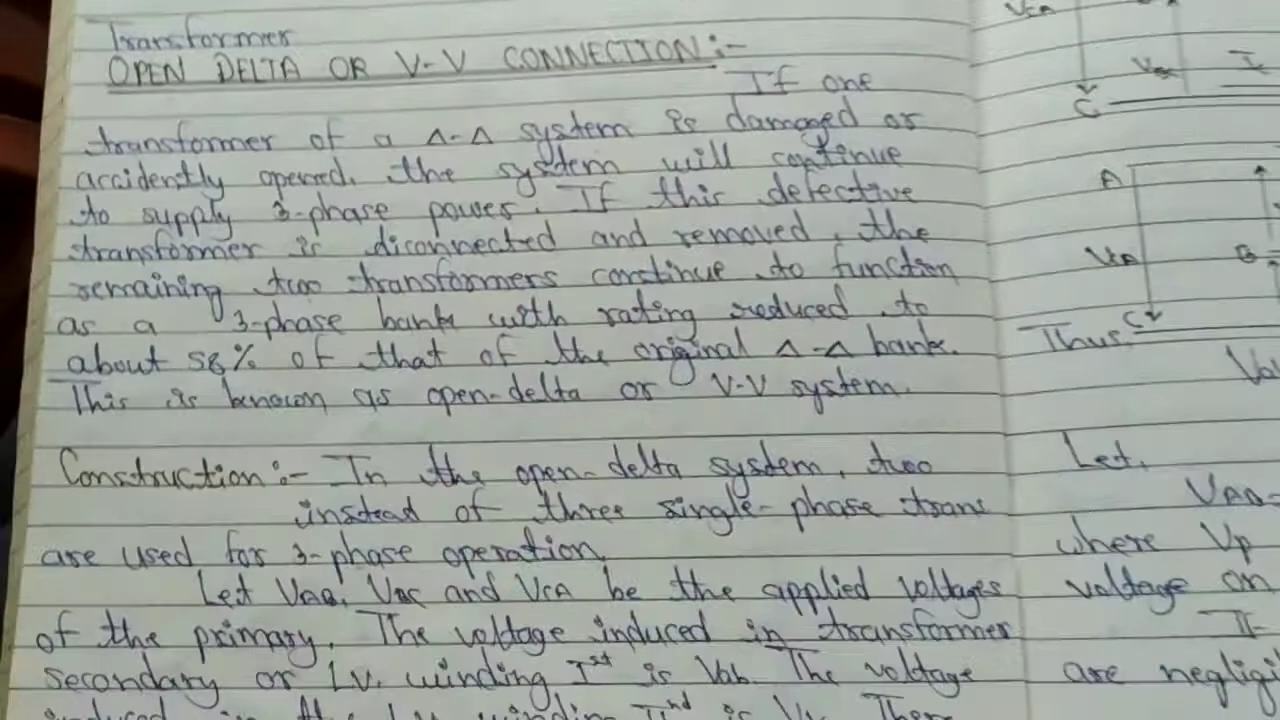 Transformer
OPEN DELTA OR V-V CONNECTION:-
If one
transformer of a Δ-Δ system is damaged or
accidently opened, the system will continue
to supply 3-phase power. If this defective
transformer is diconnected and removed, the
remaining two transformers continue to function
as a 3-phase bank with rating reduced to
about 58% of that of the original Δ-Δ bank.
This is known as open-delta or V-V system.
Construction:- In the open-delta system, two
instead of three single-phase trans
are used for 3-phase operation.
Let VAB, VBC and VCA be the applied voltages
of the primary. The voltage induced in transformer
secondary or L.V. winding Ist is Vab. The voltage
VCA
C
A
VCA
B
C
Thus
Let,
where Vp
voltage on
II
are negligi